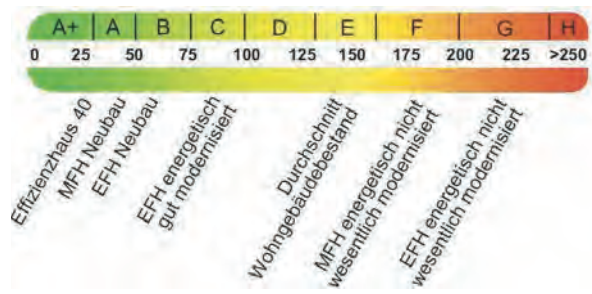 A+ A B C D E F G H
0 25 50 75 100 125 150 175 200 225 >250
Effizienzhaus 40
MFH Neubau
EFH Neubau
EFH energetisch
gut modernisiert
Durchschnitt
Wohngebäudebestand
MFH energetisch nicht
wesentlich modernisiert
EFH energetisch nicht
wesentlich modernisiert